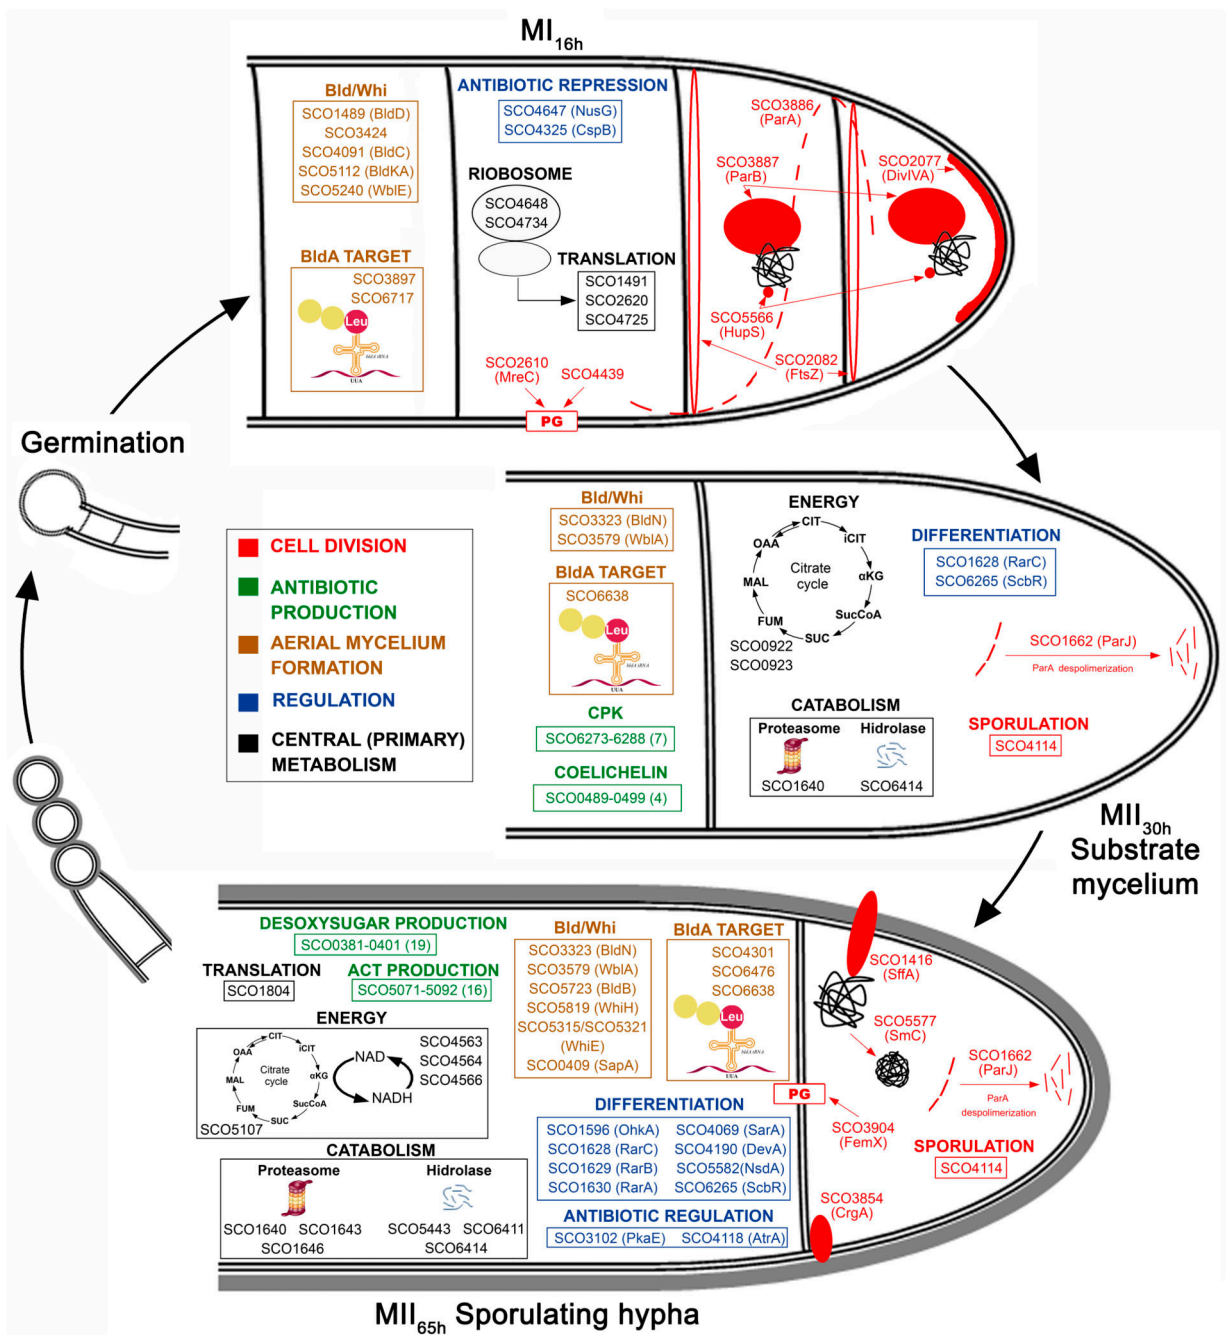 MI16h
Bld/Whi
SCO1489 (BldD)
SCO3424
SCO4091 (BldC)
SCO5112 (BldKA)
SCO5240 (WblE)
BldA TARGET
SCO3897
SCO6717
Leu
bldA tRNA
UUA
ANTIBIOTIC REPRESSION
SCO4647 (NusG)
SCO4325 (CspB)
RIOBOSOME
SCO4648
SCO4734
TRANSLATION
SCO1491
SCO2620
SCO4725
SCO2610
(MreC)
SCO4439
PG
SCO3886
(ParA)
SCO3887
(ParB)
SCO2077
(DivIVA)
SCO5566
(HupS)
SCO2082
(FtsZ)
Germination
CELL DIVISION
ANTIBIOTIC
PRODUCTION
AERIAL MYCELIUM
FORMATION
REGULATION
CENTRAL (PRIMARY)
METABOLISM
Bld/Whi
SCO3323 (BldN)
SCO3579 (WblA)
BldA TARGET
SCO6638
Leu
bldA tRNA
UUA
CPK
SCO6273-6288 (7)
COELICHELIN
SCO0489-0499 (4)
ENERGY
CIT
iCIT
αKG
SucCoA
SUC
FUM
MAL
OAA
Citrate
cycle
SCO0922
SCO0923
DIFFERENTIATION
SCO1628 (RarC)
SCO6265 (ScbR)
SCO1662 (ParJ)
ParA despolimerization
CATABOLISM
Proteasome
SCO1640
Hidrolase
SCO6414
SPORULATION
SCO4114
MII30h
Substrate
mycelium
DESOXYSUGAR PRODUCTION
SCO0381-0401 (19)
TRANSLATION
SCO1804
ACT PRODUCTION
SCO5071-5092 (16)
ENERGY
CIT
iCIT
αKG
SucCoA
SUC
FUM
MAL
OAA
Citrate
cycle
SCO5107
NAD
NADH
SCO4563
SCO4564
SCO4566
CATABOLISM
Proteasome
SCO1640 SCO1643
SCO1646
Hidrolase
SCO5443 SCO6411
SCO6414
Bld/Whi
SCO3323 (BldN)
SCO3579 (WblA)
SCO5723 (BldB)
SCO5819 (WhiH)
SCO5315/SCO5321
(WhiE)
SCO0409 (SapA)
BldA TARGET
SCO4301
SCO6476
SCO6638
Leu
bldA tRNA
UUA
DIFFERENTIATION
SCO1596 (OhkA) SCO4069 (SarA)
SCO1628 (RarC) SCO4190 (DevA)
SCO1629 (RarB) SCO5582(NsdA)
SCO1630 (RarA) SCO6265 (ScbR)
ANTIBIOTIC REGULATION
SCO3102 (PkaE) SCO4118 (AtrA)
SCO1416
(SffA)
SCO5577
(SmC)
SCO1662
(ParJ)
ParA
despolimerization
PG
SCO3904
(FemX)
SPORULATION
SCO4114
SCO3854
(CrgA)
MII65h Sporulating hypha